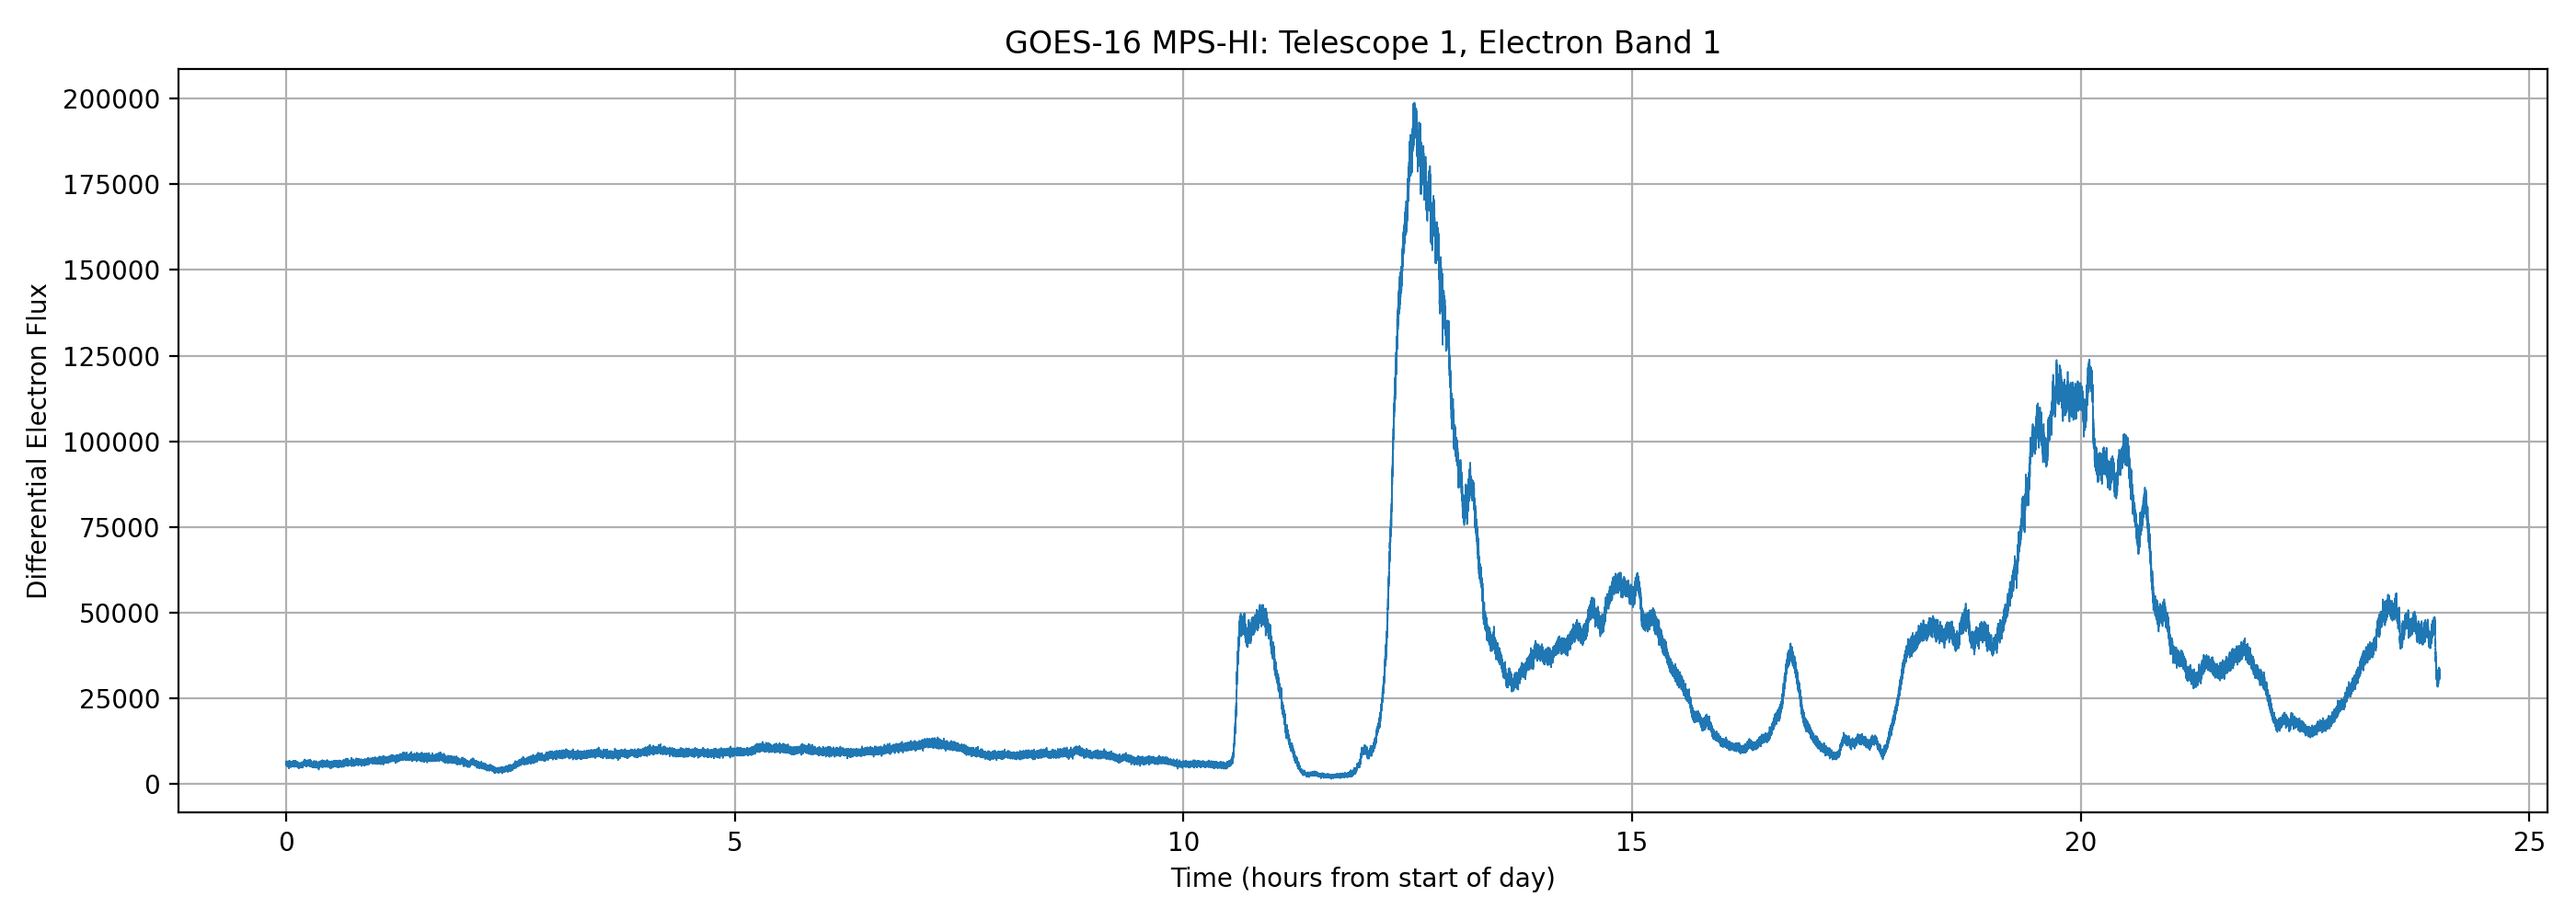 GOES-16 MPS-HI: Telescope 1, Electron Band 1
Differential Electron Flux
200000
175000
150000
125000
100000
75000
50000
25000
0
0 5 10 15 20 25
Time (hours from start of day)